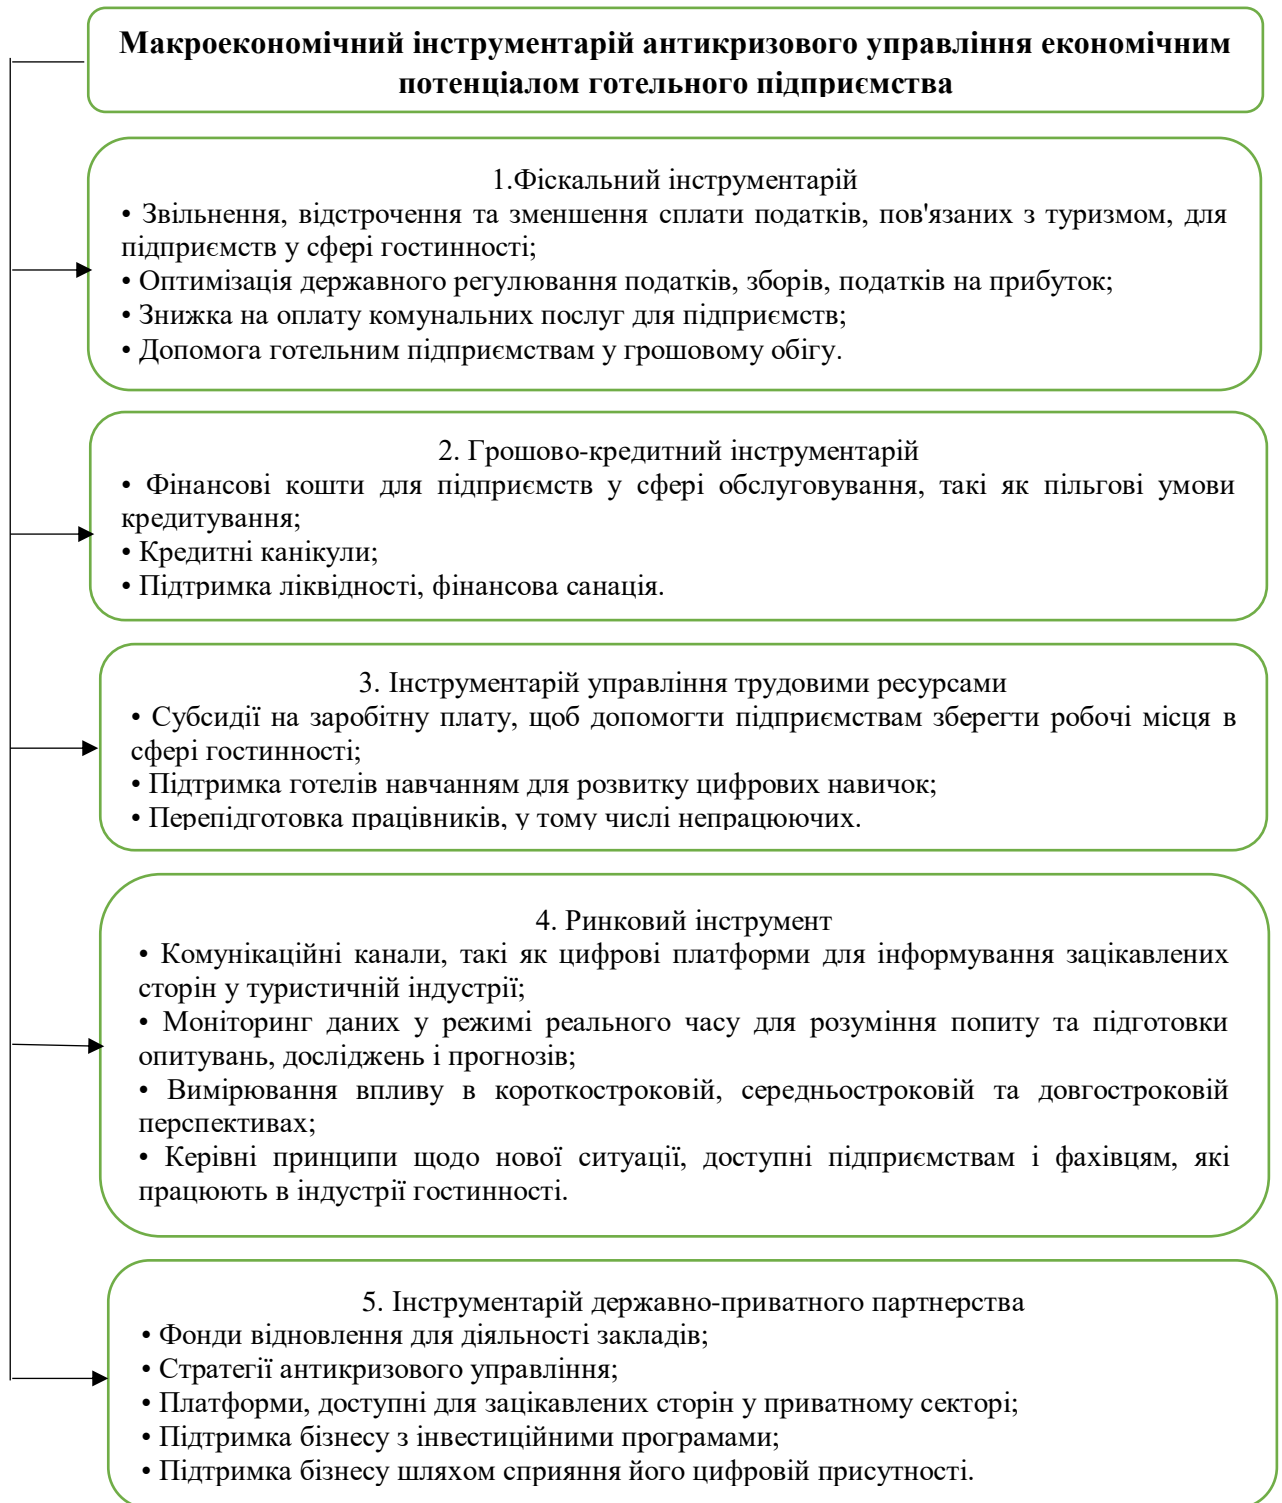 Макроекономічний інструментарій антикризового управління економічним
потенціалом готельного підприємства
1.Фіскальний інструментарій
• Звільнення, відстрочення та зменшення сплати податків, пов'язаних з туризмом, для
підприємств у сфері гостинності;
• Оптимізація державного регулювання податків, зборів, податків на прибуток;
• Знижка на оплату комунальних послуг для підприємств;
• Допомога готельним підприємствам у грошовому обігу.
2. Грошово-кредитний інструментарій
• Фінансові кошти для підприємств у сфері обслуговування, такі як пільгові умови
кредитування;
• Кредитні канікули;
• Підтримка ліквідності, фінансова санація.
3. Інструментарій управління трудовими ресурсами
• Субсидії на заробітну плату, щоб допомогти підприємствам зберегти робочі місця в
сфері гостинності;
• Підтримка готелів навчанням для розвитку цифрових навичок;
• Перепідготовка працівників, у тому числі непрацюючих.
4. Ринковий інструмент
• Комунікаційні канали, такі як цифрові платформи для інформування зацікавлених
сторін у туристичній індустрії;
• Моніторинг даних у режимі реального часу для розуміння попиту та підготовки
опитувань, досліджень і прогнозів;
• Вимірювання впливу в короткостроковій, середньостроковій та довгостроковій
перспективах;
• Керівні принципи щодо нової ситуації, доступні підприємствам і фахівцям, які
працюють в індустрії гостинності.
5. Інструментарій державно-приватного партнерства
• Фонди відновлення для діяльності закладів;
• Стратегії антикризового управління;
• Платформи, доступні для зацікавлених сторін у приватному секторі;
• Підтримка бізнесу з інвестиційними програмами;
• Підтримка бізнесу шляхом сприяння його цифровій присутності.